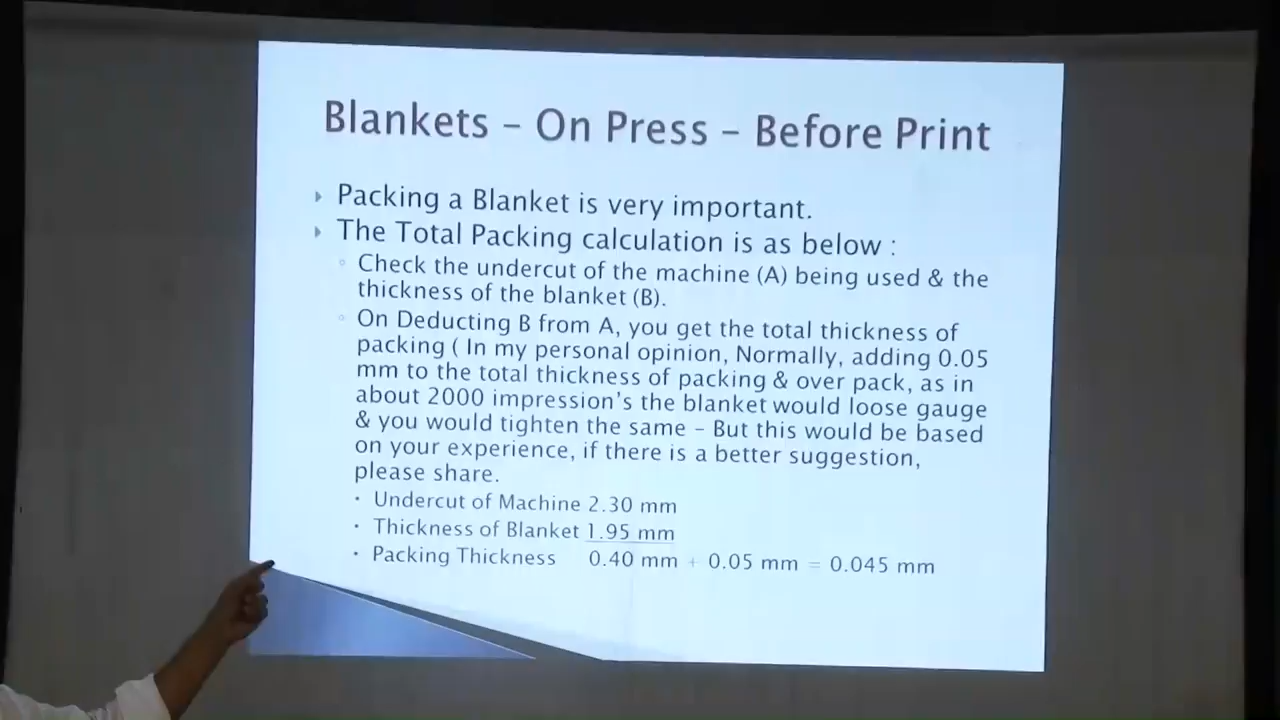 Blankets – On Press – Before Print
Packing a Blanket is very important.
The Total Packing calculation is as below :
Check the undercut of the machine (A) being used & the
thickness of the blanket (B).
On Deducting B from A, you get the total thickness of
packing ( In my personal opinion, Normally, adding 0.05
mm to the total thickness of packing & over pack, as in
about 2000 impression's the blanket would loose gauge
& you would tighten the same – But this would be based
on your experience, if there is a better suggestion,
please share.
Undercut of Machine 2.30 mm
Thickness of Blanket 1.95 mm
Packing Thickness 0.40 mm + 0.05 mm = 0.045 mm